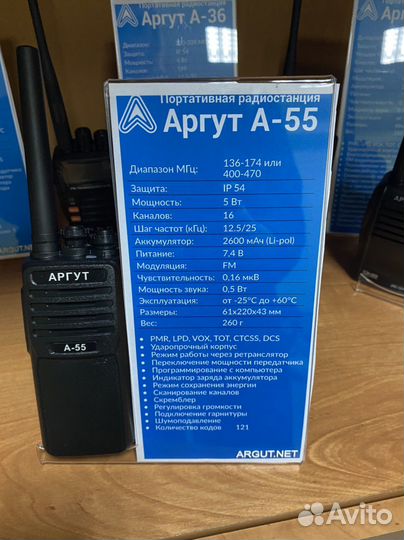 Портативная радиостанция
Аргут А-36
Портативная радиостанция
Аргут А-55
Диапазон МГц: 136-174 или 400-470
Защита: IP 54
Мощность: 5 Вт
Каналов: 16
Шаг частот (кГц): 12.5/25
Аккумулятор: 2600 мАч (Li-pol)
Питание: 7,4 В
Модуляция: FM
Чувствительность: 0,16 мкВ
Мощность звука: 0,5 Вт
Эксплуатация: от -25°C до +60°C
Размеры: 61x220x43 мм
Вес: 260 г
• PMR, LPD, VOX, TOT, CTCSS, DCS
• Ударопрочный корпус
• Режим работы через ретранслятор
• Переключение мощности передатчика
• Программирование с компьютера
• Индикатор заряда аккумулятора
• Режим сохранения энергии
• Сканирование каналов
• Скремблер
• Регулировка громкости
• Подключение гарнитуры
• Шумоподавление
• Количество кодов 121
ARGUT.NET
АРГУТ
А-55
Avito